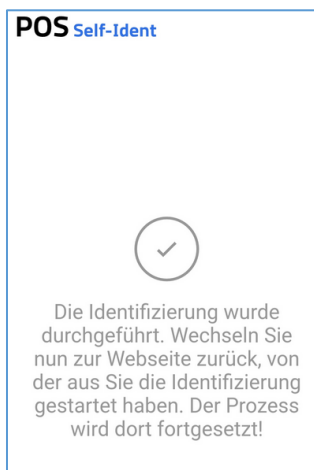 POS Self-Ident
Die Identifizierung wurde
durchgeführt. Wechseln Sie
nun zur Webseite zurück, von
der aus Sie die Identifizierung
gestartet haben. Der Prozess
wird dort fortgesetzt!